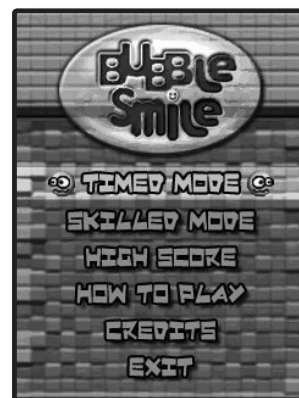 BUBBLE
SMILE
TIMED MODE
SKILLED MODE
HIGH SCORE
HOW TO PLAY
CREDITS
EXIT